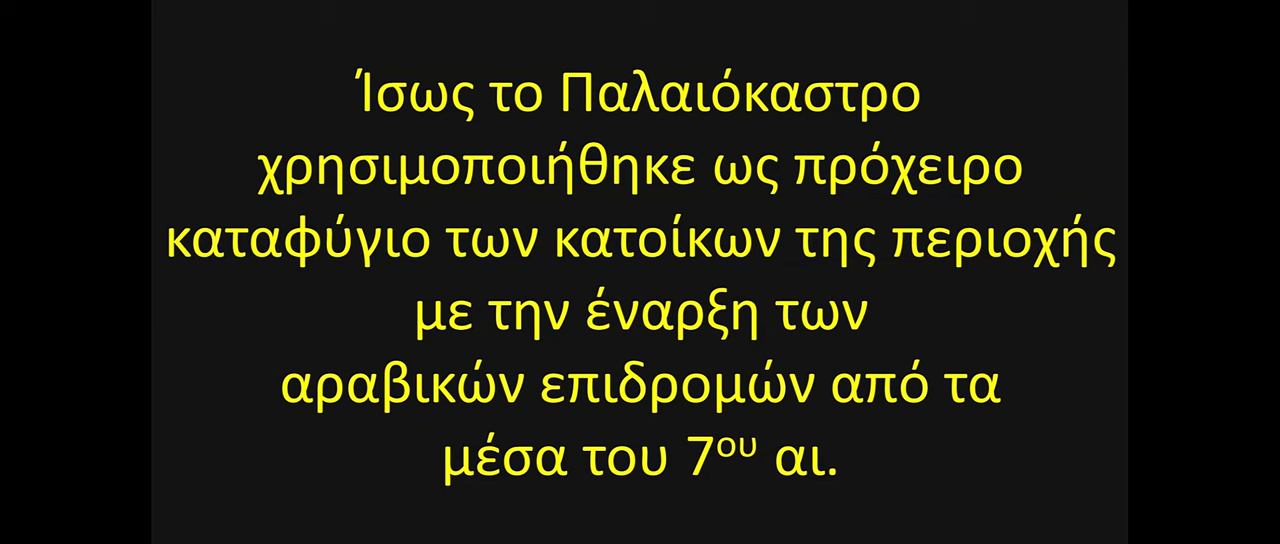 Ίσως το Παλαιόκαστρο
χρησιμοποιήθηκε ως πρόχειρο
καταφύγιο των κατοίκων της περιοχής
με την έναρξη των
αραβικών επιδρομών από τα
μέσα του 7ου αι.